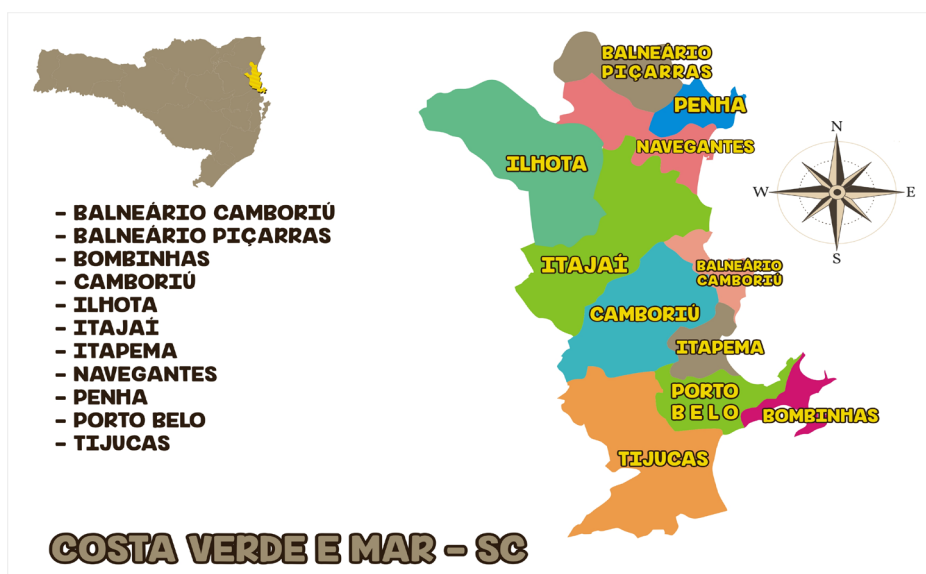 BALNEÁRIO
PIÇARRAS
PENHA
NAVEGANTES
ILHOTA
N
W
E
S
- BALNEÁRIO CAMBORIÚ
- BALNEÁRIO PIÇARRAS
- BOMBINHAS
- CAMBORIÚ
- ILHOTA
- ITAJAÍ
- ITAPEMA
- NAVEGANTES
- PENHA
- PORTO BELO
- TIJUCAS
ITAJAÍ
BALNEÁRIO
CAMBORIÚ
CAMBORIÚ
ITAPEMA
PORTO
BELO
BOMBINHAS
TIJUCAS
COSTA VERDE E MAR - SC